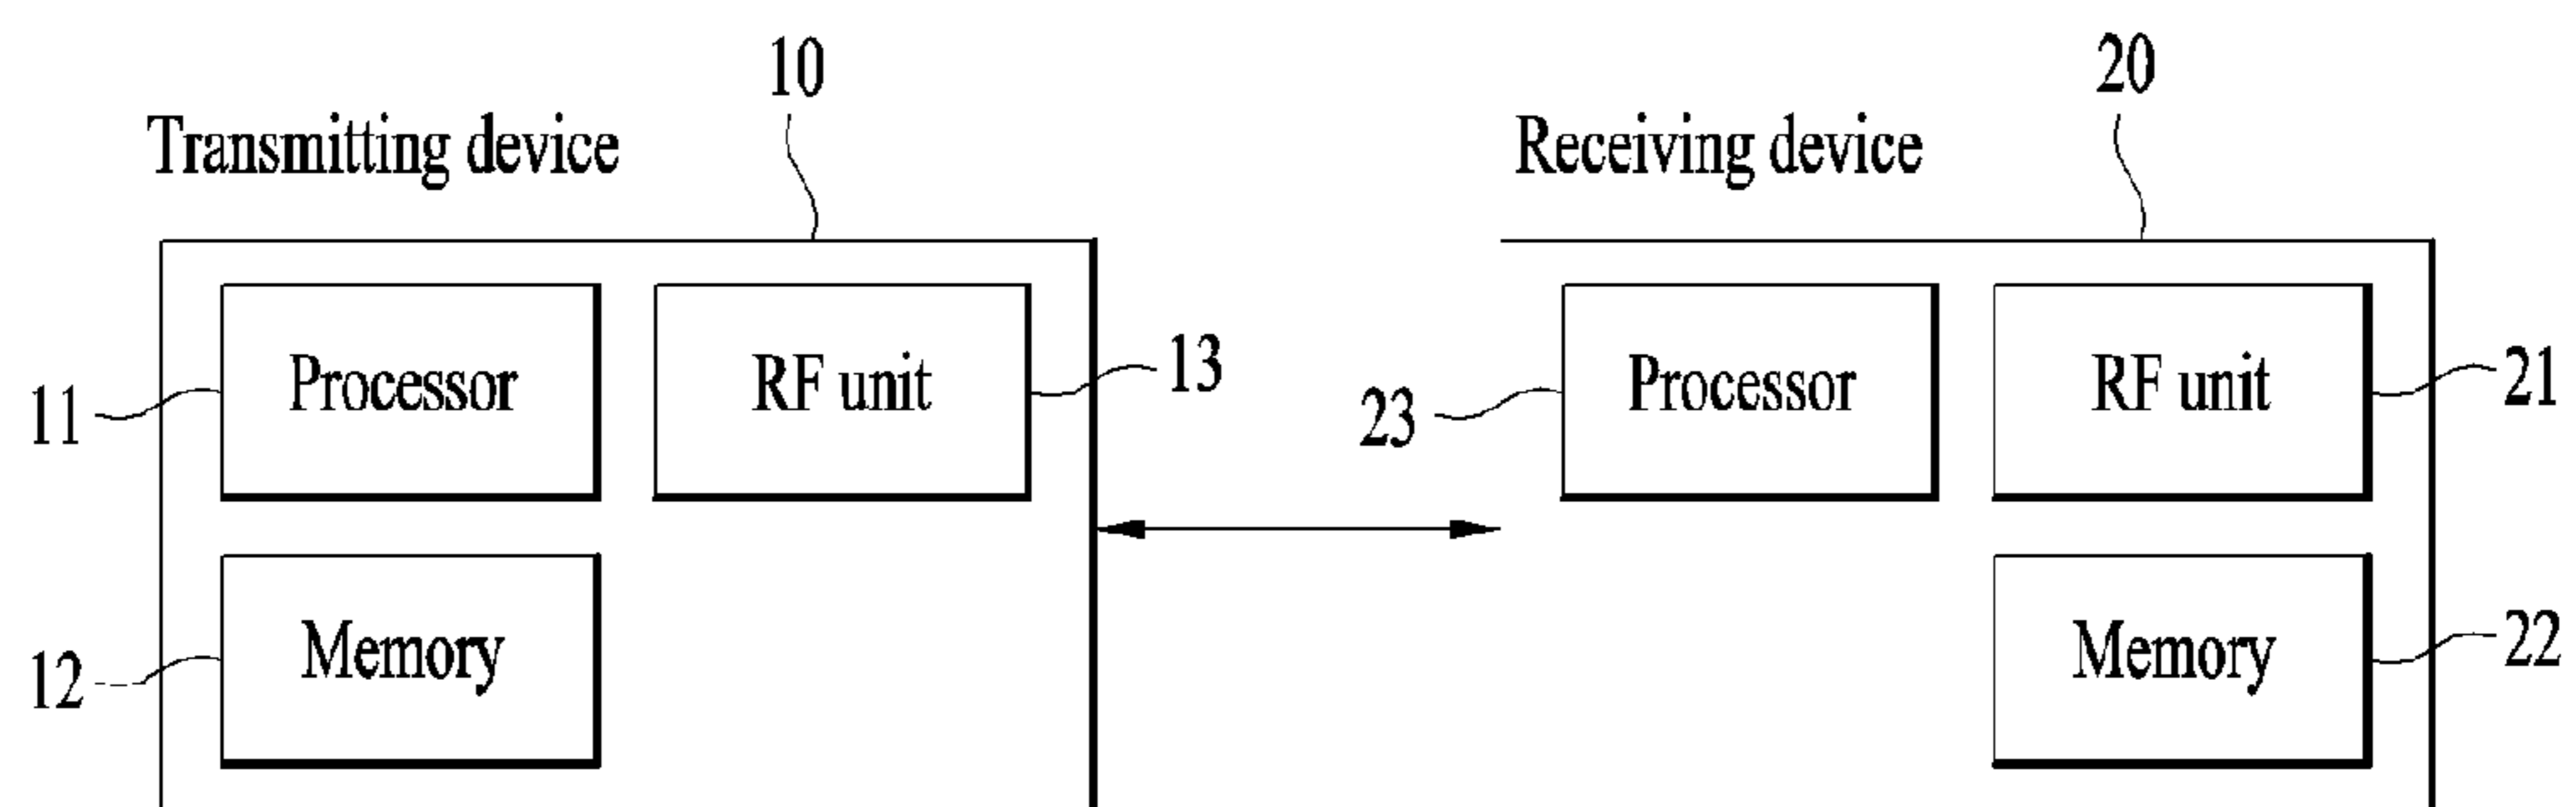 10
20
Transmitting device
Receiving device
Processor
RF unit
13
11
Memory
12
Processor
RF unit
21
23
Memory
22